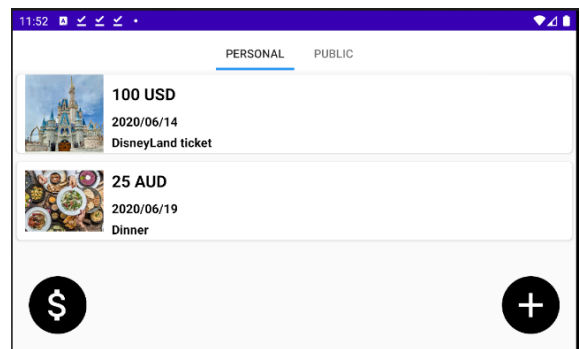 11:52
PERSONAL PUBLIC
100 USD
2020/06/14
DisneyLand ticket
25 AUD
2020/06/19
Dinner
$